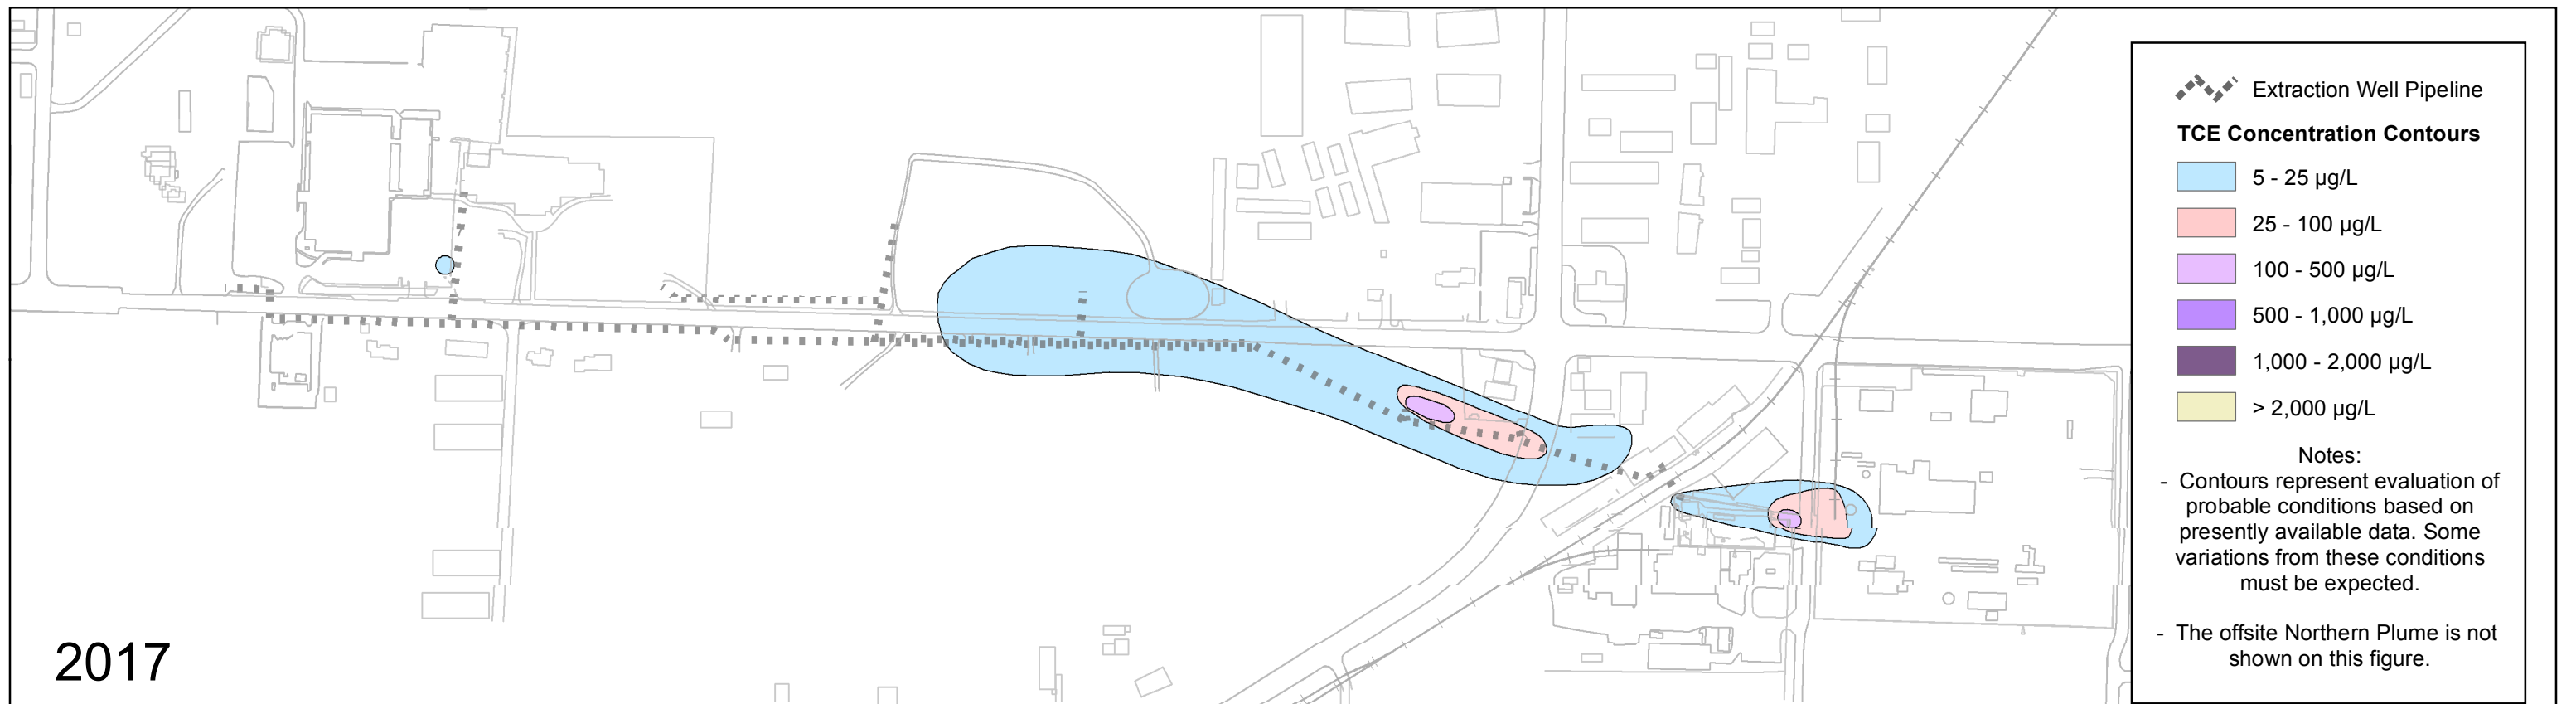 Extraction Well Pipeline
TCE Concentration Contours
5 - 25 µg/L
25 - 100 µg/L
100 - 500 µg/L
500 - 1,000 µg/L
1,000 - 2,000 µg/L
> 2,000 µg/L
Notes:
- Contours represent evaluation of
probable conditions based on
presently available data. Some
variations from these conditions
must be expected.
- The offsite Northern Plume is not
shown on this figure.
2017